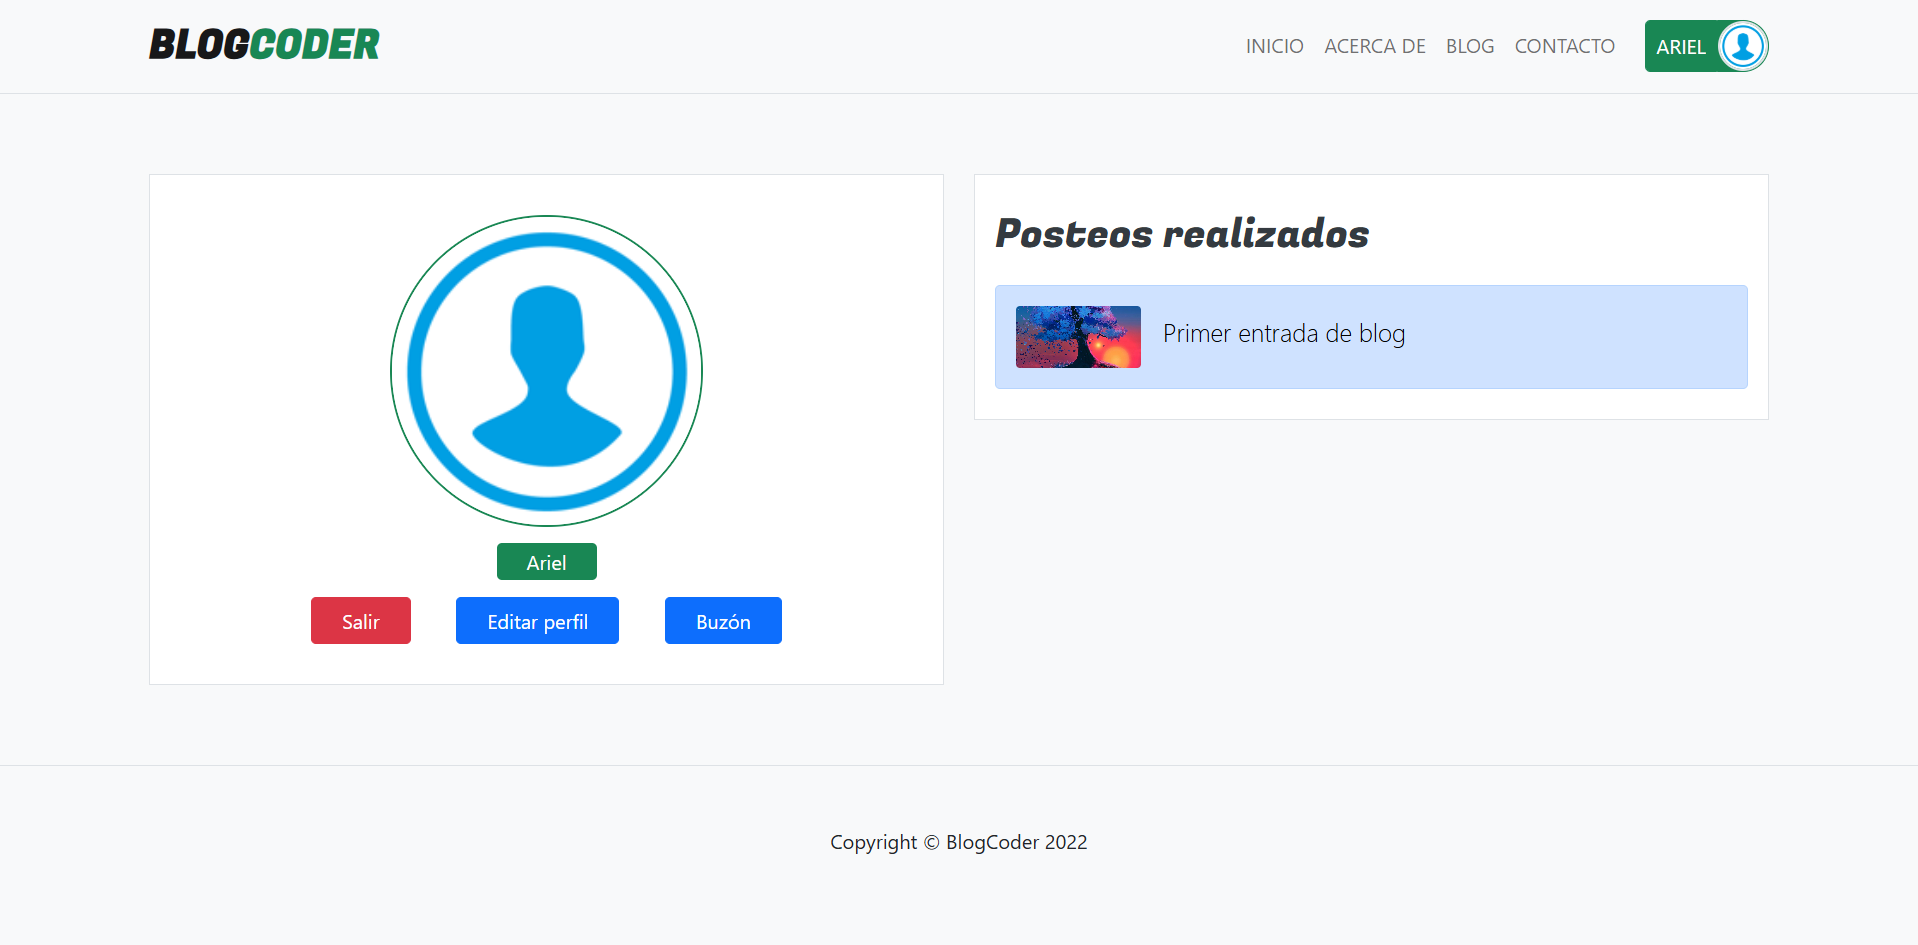 BLOGCODER
INICIO ACERCA DE BLOG CONTACTO ARIEL
Ariel
Salir Editar perfil Buzón
Posteos realizados
Primer entrada de blog
Copyright © BlogCoder 2022